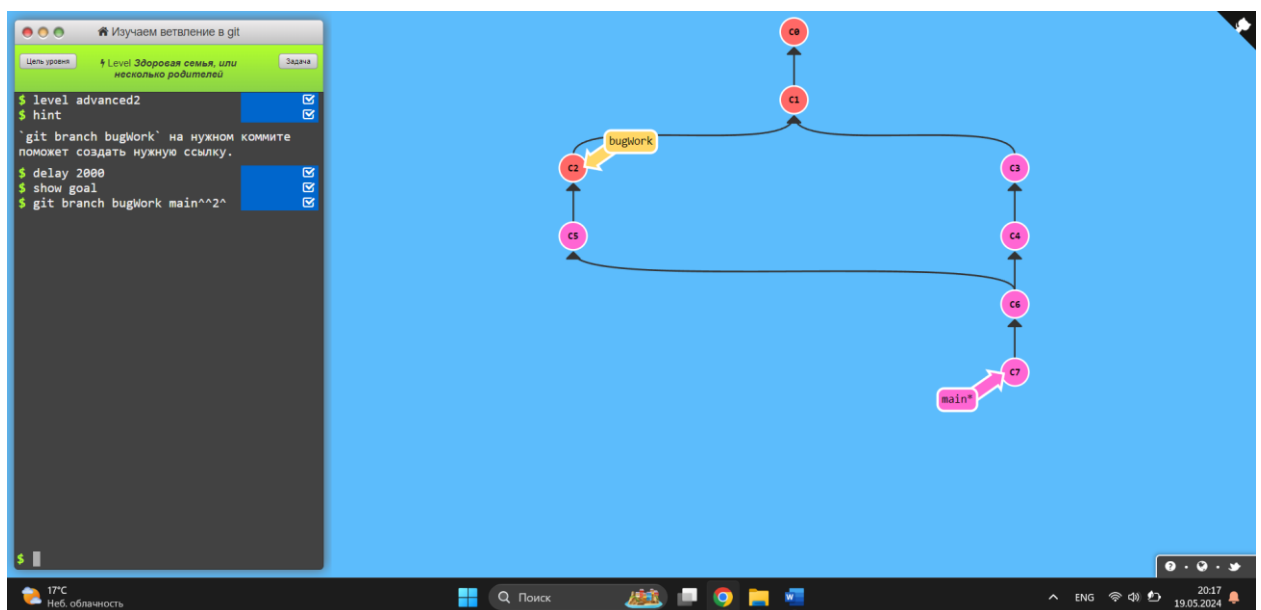 Изучаем ветвление в git
Цель уровня
Level Здоровая семья, или
несколько родителей
Задача
$ level advanced2
$ hint
`git branch bugWork` на нужном коммите
поможет создать нужную ссылку.
$ delay 2000
$ show goal
$ git branch bugWork main^^2^
$
C0
C1
bugWork
C2
C3
C5
C4
C6
C7
main*
17°C
Неб. облачность
Поиск
ENG
20:17
19.05.2024